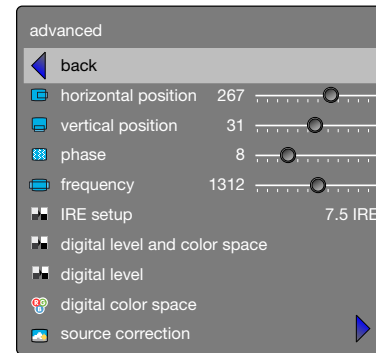 advanced
back
horizontal position 267
vertical position 31
phase 8
frequency 1312
IRE setup 7.5 IRE
digital level and color space
digital level
digital color space
source correction